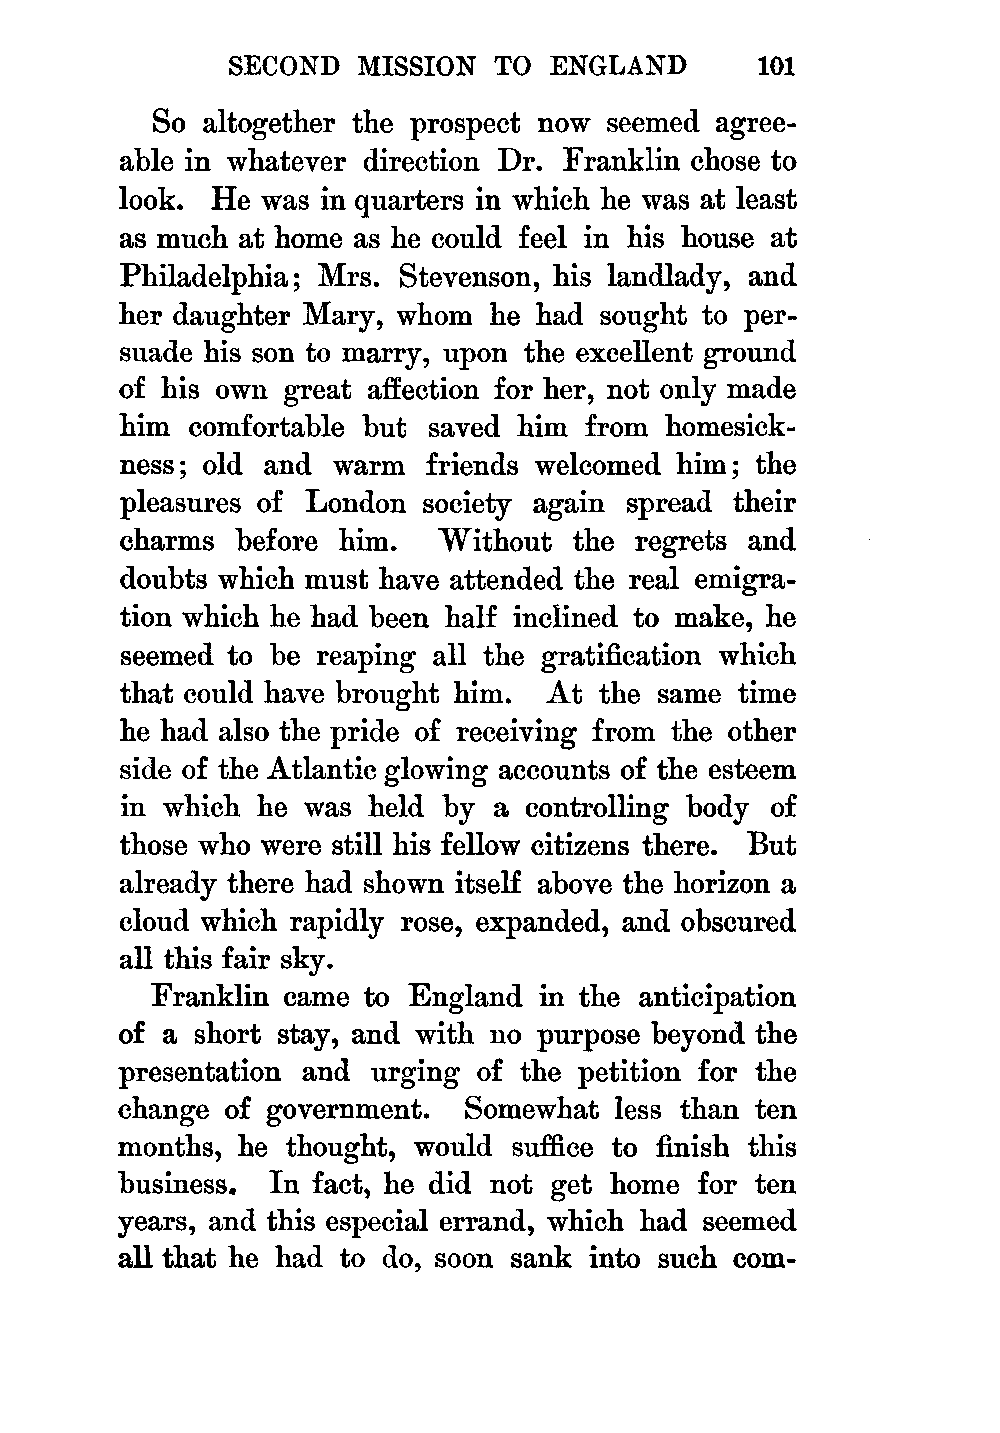 SECOND MISSION TO ENGLAND 101
So altogether the prospect now seemed agree-
able in whatever direction Dr. Franklin chose to
look. He was in quarters in which he was at least
as much at home as he could feel in his house at
Philadelphia; Mrs. Stevenson, his landlady, and
her daughter Mary, whom he had sought to per-
suade his son to marry, upon the excellent ground
of his own great affection for her, not only made
him comfortable but saved him from homesick-
ness; old and warm friends welcomed him; the
pleasures of London society again spread their
charms before him. Without the regrets and
doubts which must have attended the real emigra-
tion which he had been half inclined to make, he
seemed to be reaping all the gratification which
that could have brought him. At the same time
he had also the pride of receiving from the other
side of the Atlantic glowing accounts of the esteem
in which he was held by a controlling body of
those who were still his fellow citizens there. But
already there had shown itself above the horizon a
cloud which rapidly rose, expanded, and obscured
all this fair sky.
Franklin came to England in the anticipation
of a short stay, and with no purpose beyond the
presentation and urging of the petition for the
change of government. Somewhat less than ten
months, he thought, would suffice to finish this
business. In fact, he did not get home for ten
years, and this especial errand, which had seemed
all that he had to do, soon sank into such com-